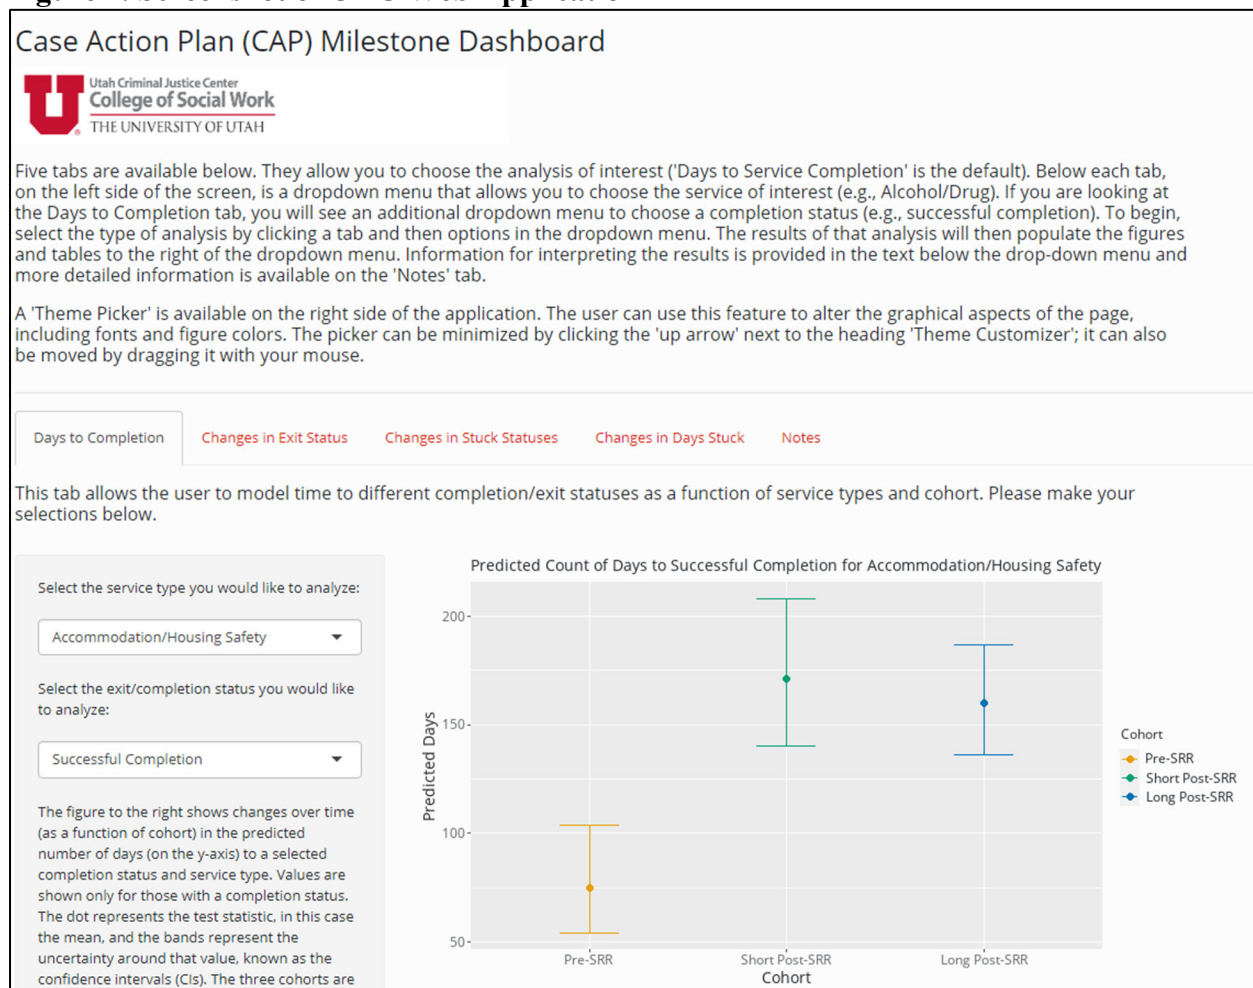 Case Action Plan (CAP) Milestone Dashboard
Utah Criminal Justice Center
College of Social Work
THE UNIVERSITY OF UTAH
Five tabs are available below. They allow you to choose the analysis of interest ('Days to Service Completion' is the default). Below each tab,
on the left side of the screen, is a dropdown menu that allows you to choose the service of interest (e.g., Alcohol/Drug). If you are looking at
the Days to Completion tab, you will see an additional dropdown menu to choose a completion status (e.g., successful completion). To begin,
select the type of analysis by clicking a tab and then options in the dropdown menu. The results of that analysis will then populate the figures
and tables to the right of the dropdown menu. Information for interpreting the results is provided in the text below the drop-down menu and
more detailed information is available on the 'Notes' tab.
A 'Theme Picker' is available on the right side of the application. The user can use this feature to alter the graphical aspects of the page,
including fonts and figure colors. The picker can be minimized by clicking the 'up arrow' next to the heading 'Theme Customizer'; it can also
be moved by dragging it with your mouse.
Days to Completion
Changes in Exit Status
Changes in Stuck Statuses
Changes in Days Stuck
Notes
This tab allows the user to model time to different completion/exit statuses as a function of service types and cohort. Please make your
selections below.
Select the service type you would like to analyze:
Accommodation/Housing Safety
Select the exit/completion status you would like
to analyze:
Successful Completion
The figure to the right shows changes over time
(as a function of cohort) in the predicted
number of days (on the y-axis) to a selected
completion status and service type. Values are
shown only for those with a completion status.
The dot represents the test statistic, in this case
the mean, and the bands represent the
uncertainty around that value, known as the
confidence intervals (CIs). The three cohorts are
Predicted Count of Days to Successful Completion for Accommodation/Housing Safety
Predicted Days
200
150
100
50
Pre-SRR
Short Post-SRR
Long Post-SRR
Cohort
Cohort
Pre-SRR
Short Post-SRR
Long Post-SRR